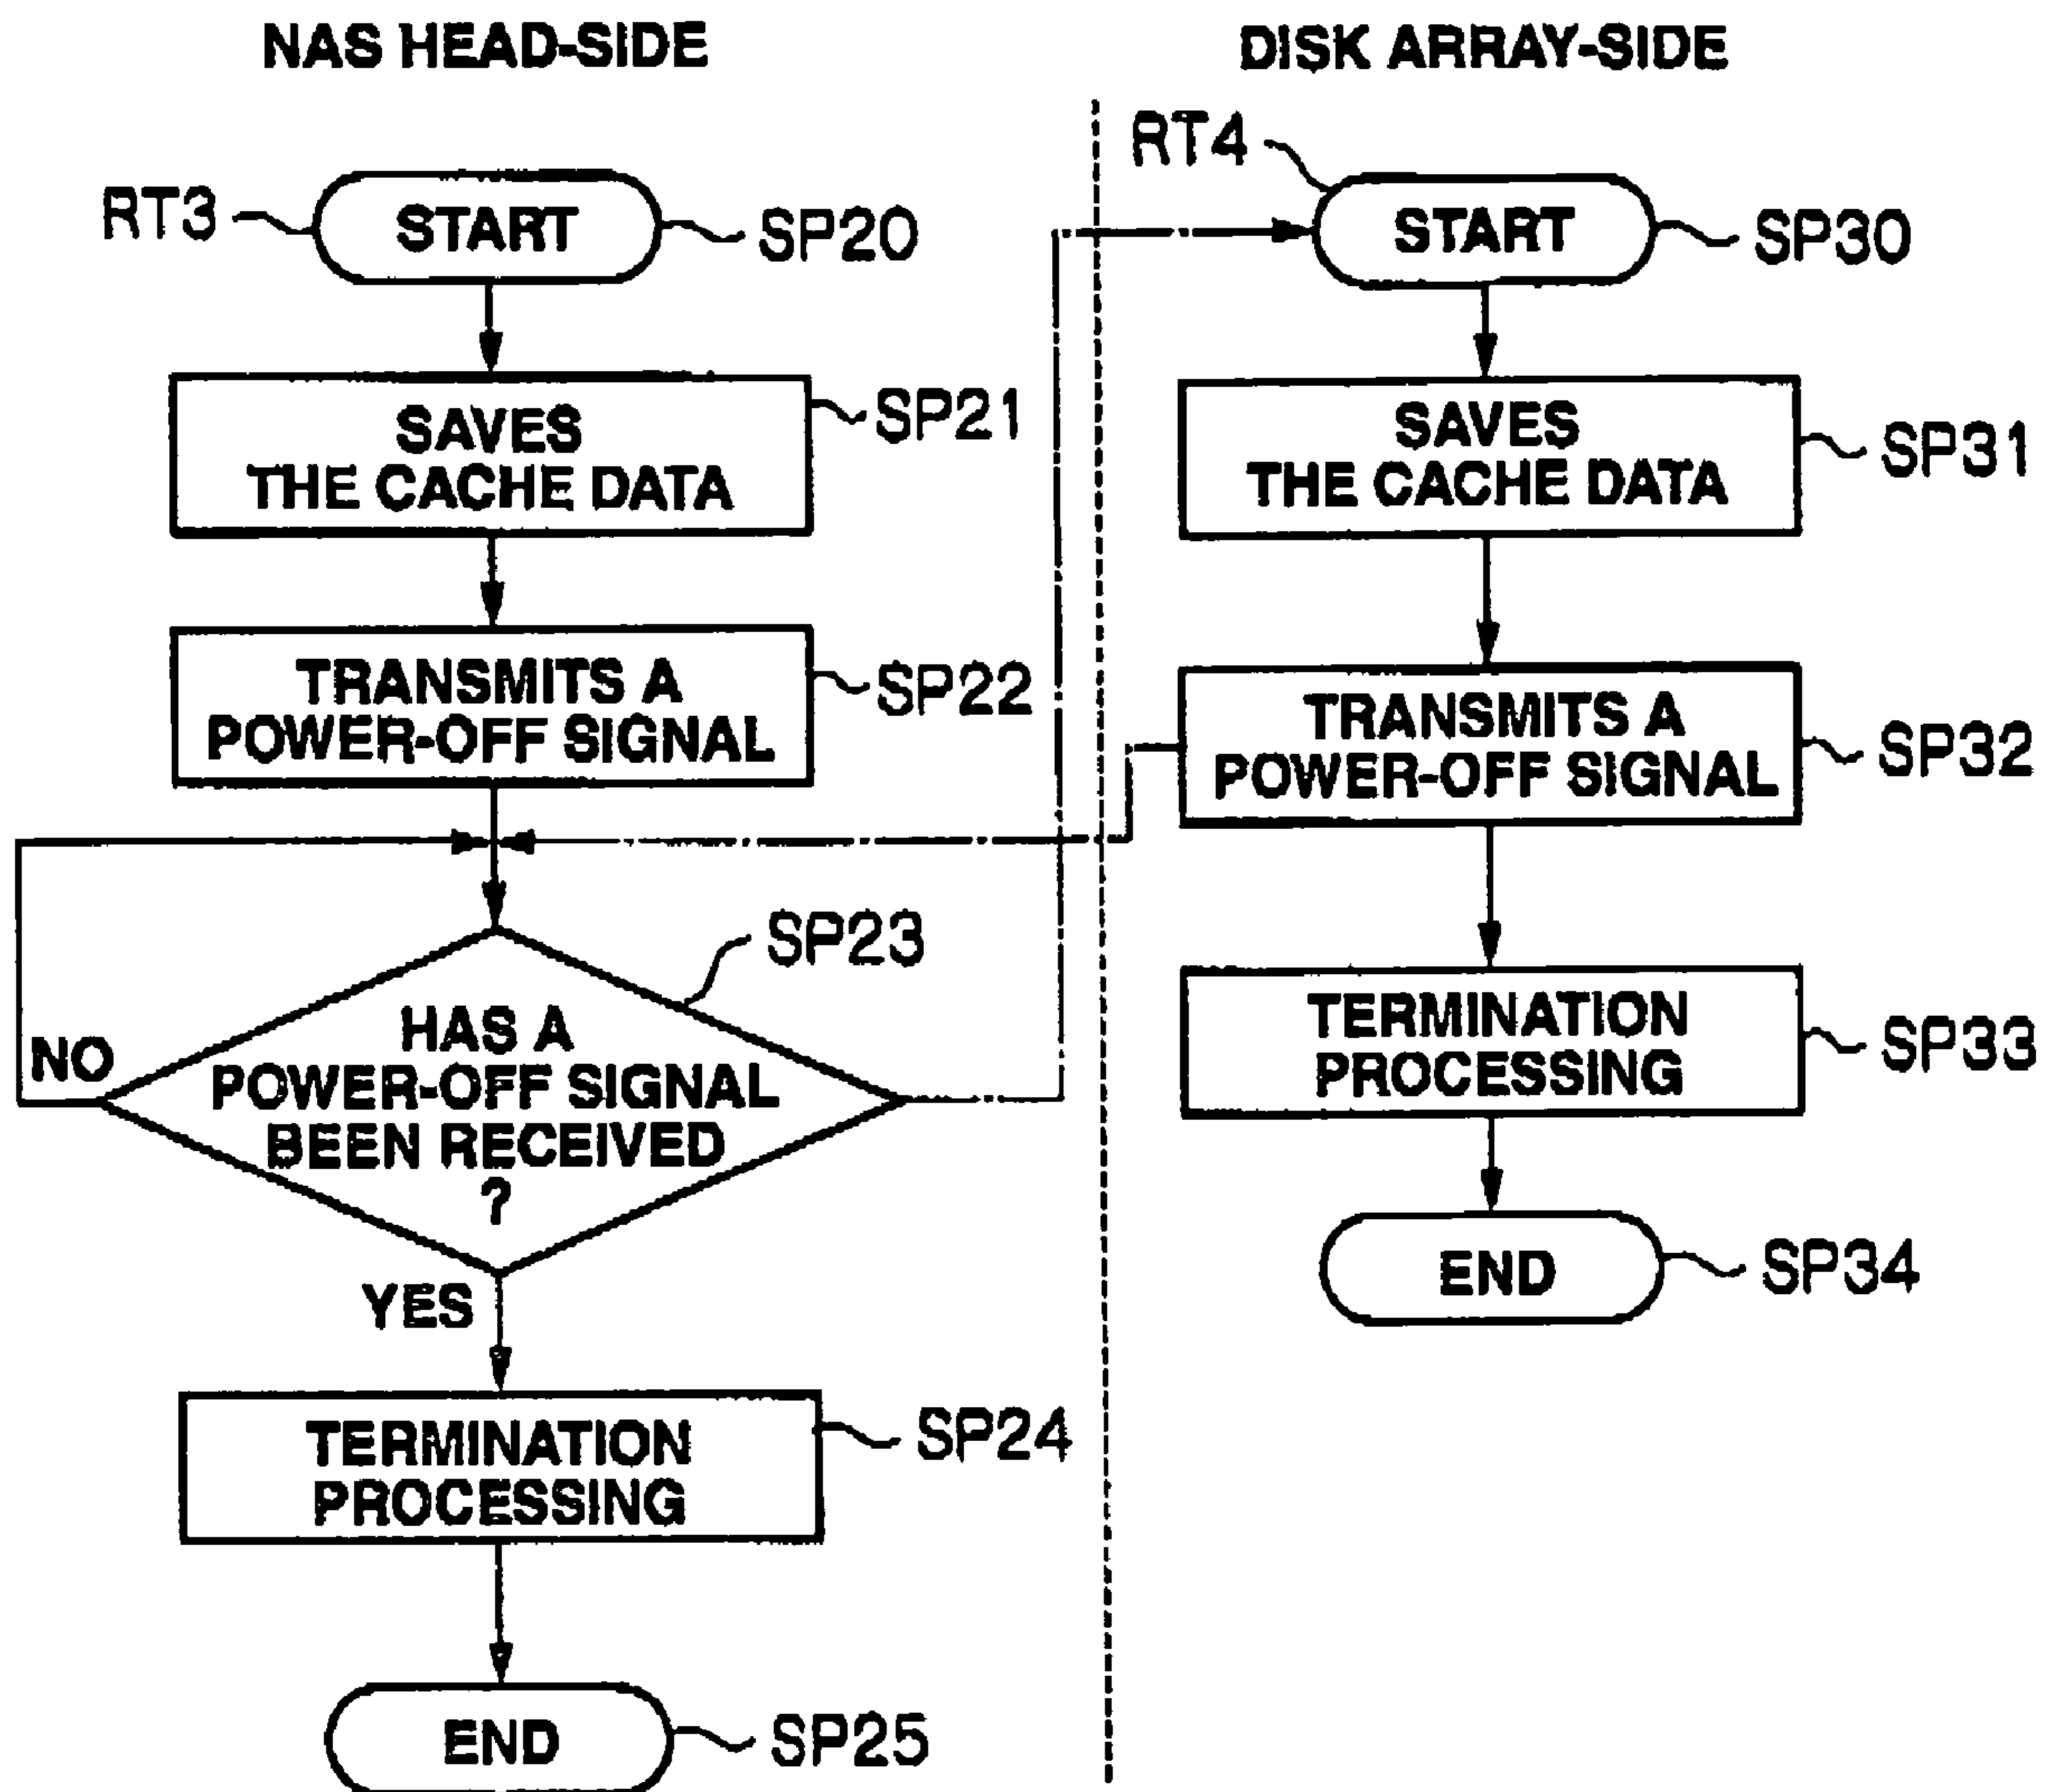 NAS HEAD-SIDE
RT3
START
SP20
SAVES
THE CACHE DATA
SP21
TRANSMITS A
POWER-OFF SIGNAL
SP22
SP23
HAS A
POWER-OFF SIGNAL
BEEN RECEIVED
?
NO
YES
TERMINATION
PROCESSING
SP24
END
SP25
DISK ARRAY-SIDE
RT4
START
SP30
SAVES
THE CACHE DATA
SP31
TRANSMITS A
POWER-OFF SIGNAL
SP32
TERMINATION
PROCESSING
SP33
END
SP34